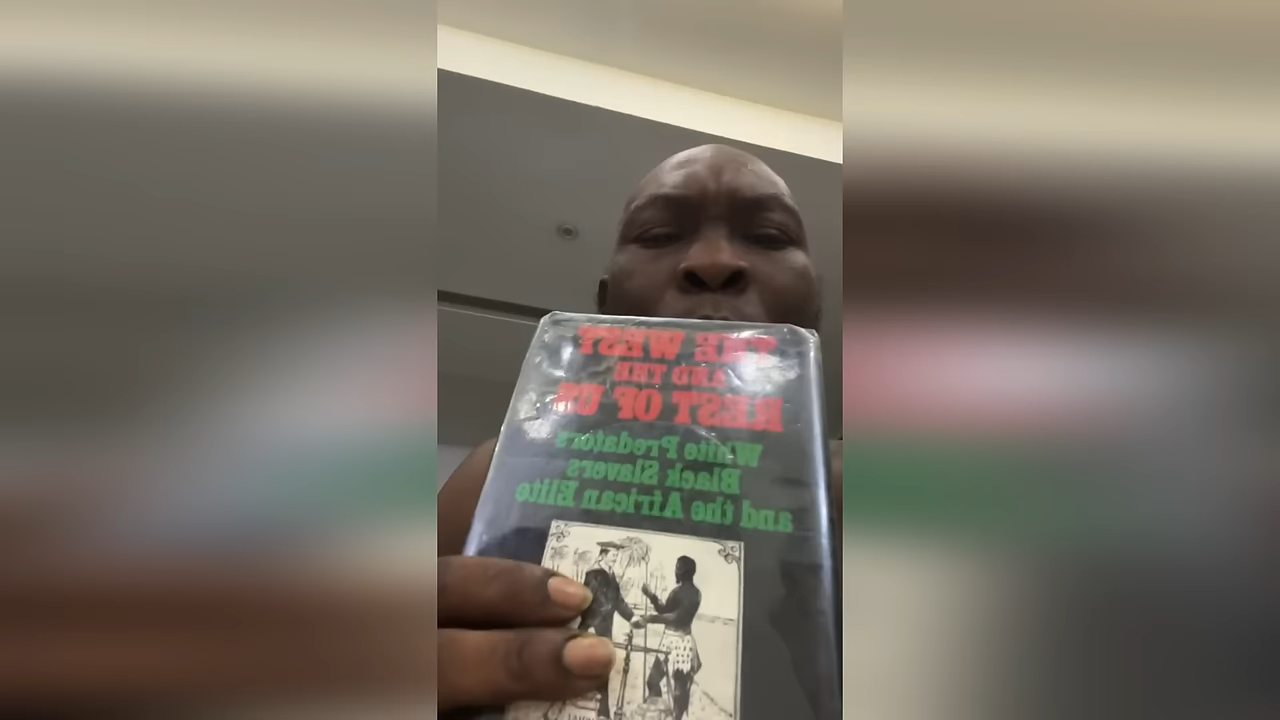 THE WEST
AND THE
REST OF US
White Predators
Black Slavers
and the African Elite